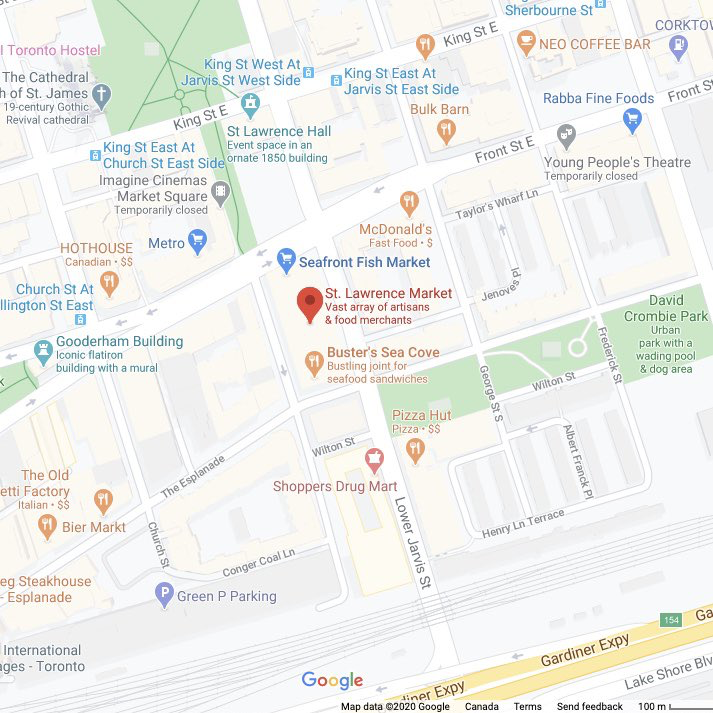 Sherbourne St
King St E
NEO COFFEE BAR
CORKTOW
l Toronto Hostel
King St West At
Jarvis St West Side
King St East At
Jarvis St East Side
The Cathedral
ch of St. James
19-century Gothic
Revival cathedral
King St E
St Lawrence Hall
Event space in an
ornate 1850 building
Bulk Barn
Rabba Fine Foods
Front St
Front St E
King St East At
Church St East Side
Young People's Theatre
Temporarily closed
Imagine Cinemas
Market Square
Temporarily closed
Taylor's Wharf Ln
McDonald's
Fast Food • $
HOTHOUSE
Canadian • $$
Metro
Seafront Fish Market
Church St At
llington St East
St. Lawrence Market
Vast array of artisans
& food merchants
Jenoves Pl
David
Crombie Park
Urban
park with a
wading pool
& dog area
Gooderham Building
Iconic flatiron
building with a mural
Buster's Sea Cove
Bustling joint for
seafood sandwiches
Frederick St
k
George St S
Wilton St
Pizza Hut
Pizza • $$
Wilton St
Albert Franck Pl
The Esplanade
The Old
etti Factory
Italian • $$
Shoppers Drug Mart
Bier Markt
Church St
Lower Jarvis St
Henry Ln Terrace
Conger Coal Ln
eg Steakhouse
- Esplanade
Green P Parking
154
Ga
International
ages - Toronto
Gardiner Expy
Google
Lake Shore Blv
diner Expy
Map data ©2020 Google Canada Terms Send feedback 100 m